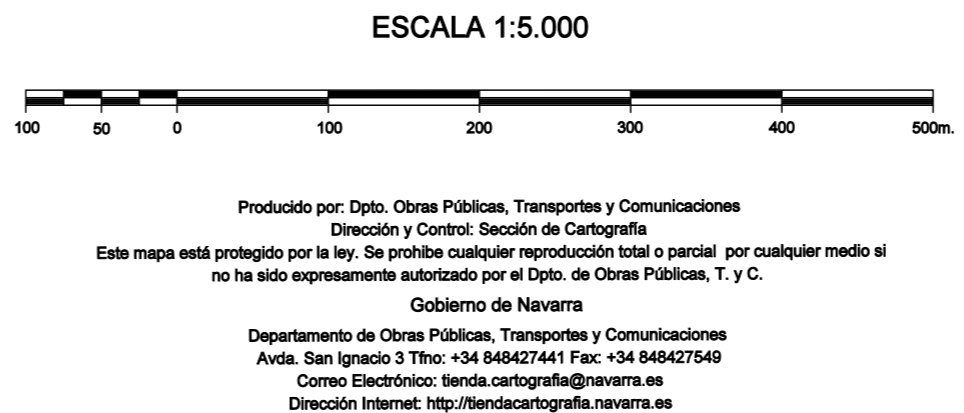 ESCALA 1:5.000
100 50 0 100 200 300 400 500m.
Producido por: Dpto. Obras Públicas, Transportes y Comunicaciones
Dirección y Control: Sección de Cartografía
Este mapa está protegido por la ley. Se prohibe cualquier reproducción total o parcial por cualquier medio si
no ha sido expresamente autorizado por el Dpto. de Obras Públicas, T. y C.
Gobierno de Navarra
Departamento de Obras Públicas, Transportes y Comunicaciones
Avda. San Ignacio 3 Tfno: +34 848427441 Fax: +34 848427549
Correo Electrónico: tienda.cartografia@navarra.es
Dirección Internet: http://tiendacartografia.navarra.es